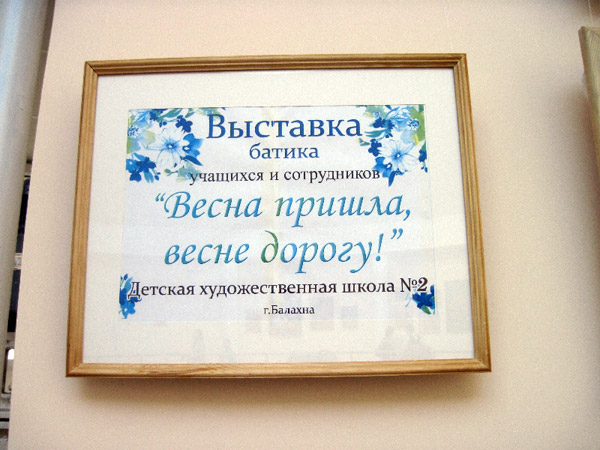 Выставка
батика
учащихся и сотрудников
“Весна пришла,
весне дорогу!”
Детская художественная школа №2
г.Балахна